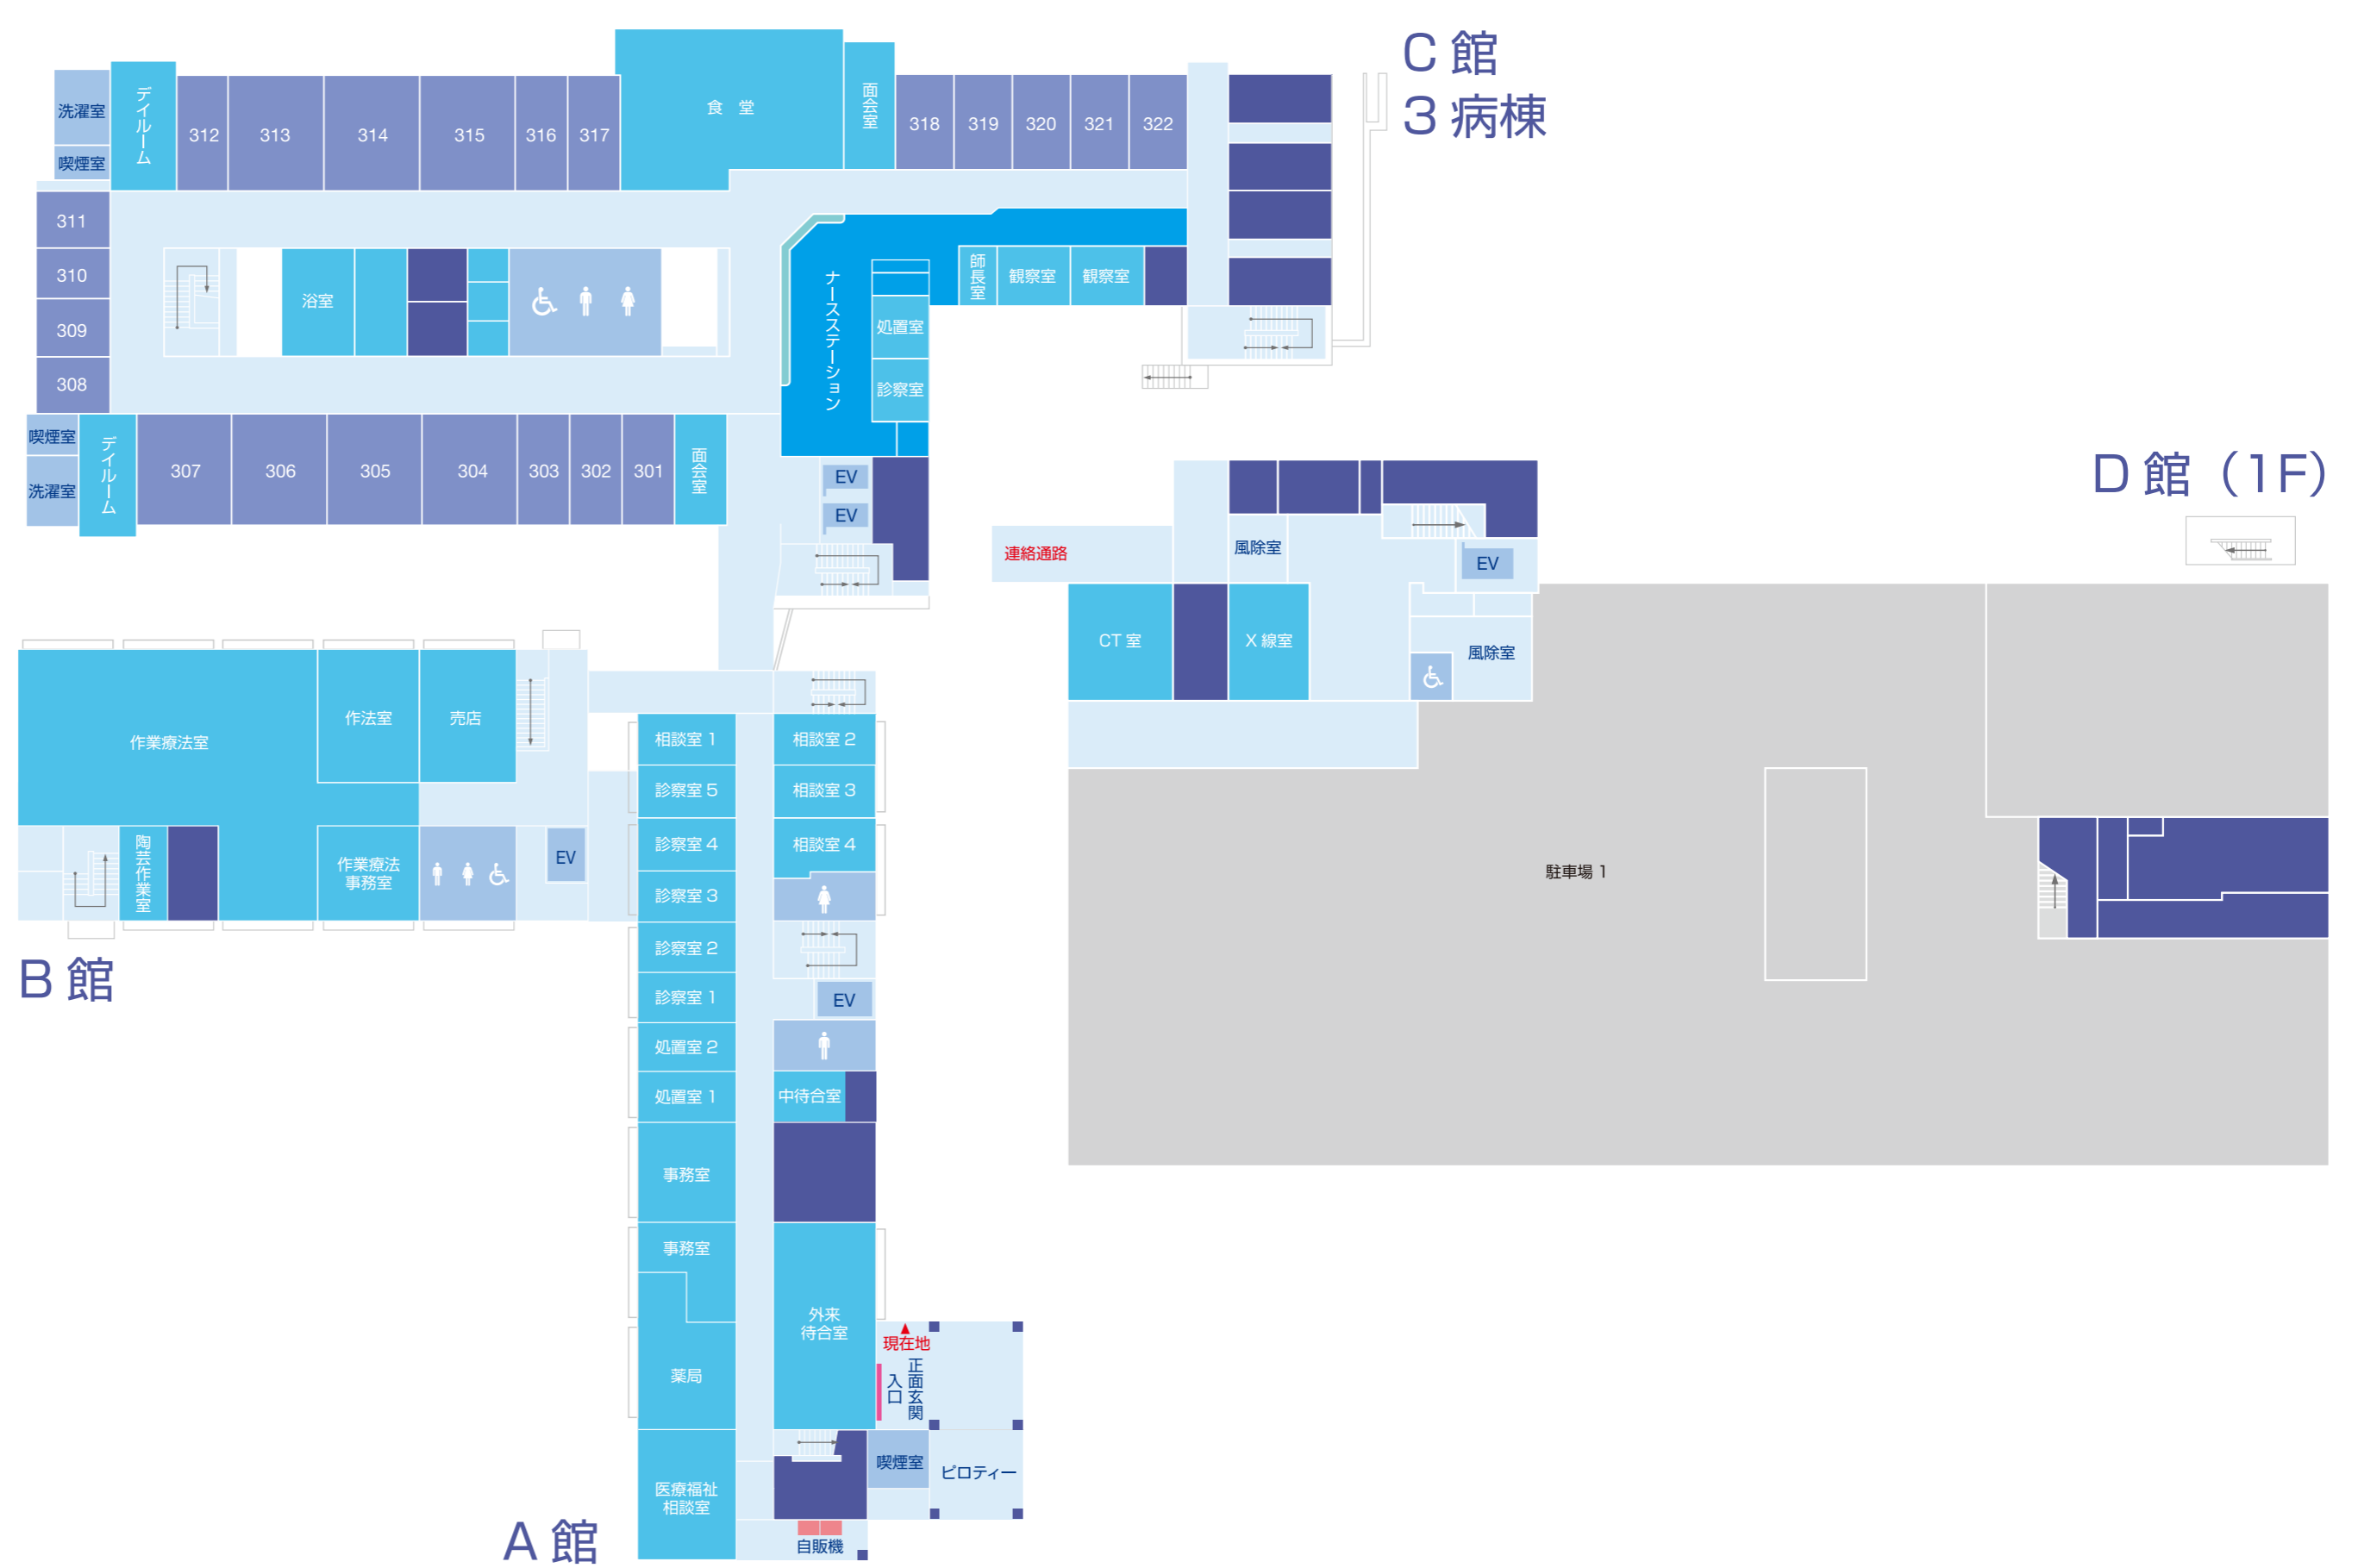 C 館
3 病棟
洗濯室
喫煙室
デイルーム
312
313
314
315
316
317
食　堂
面会室
318
319
320
321
322
311
310
309
308
浴室
ナースステーション
師長室
観察室
観察室
処置室
診察室
喫煙室
洗濯室
デイルーム
307
306
305
304
303
302
301
面会室
EV
EV
D 館（1F）
連絡通路
風除室
EV
CT 室
X 線室
風除室
駐車場 1
作業療法室
作法室
売店
陶芸作業室
作業療法
事務室
EV
B 館
相談室 1
相談室 2
診察室 5
相談室 3
診察室 4
相談室 4
診察室 3
診察室 2
診察室 1
EV
処置室 2
処置室 1
中待合室
事務室
事務室
外来
待合室
現在地
正面玄関
入口
薬局
喫煙室
ピロティー
医療福祉
相談室
自販機
A 館